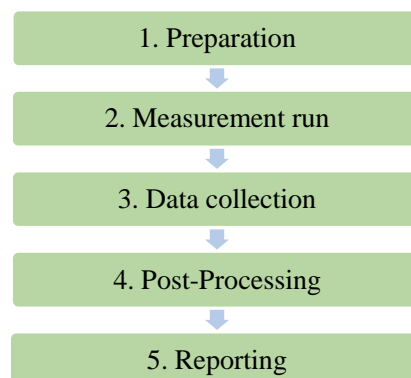 1. Preparation
2. Measurement run
3. Data collection
4. Post-Processing
5. Reporting